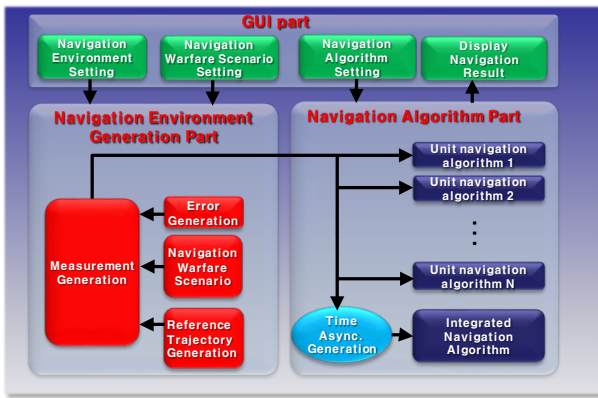 GUI part
Navigation
Environment
Setting
Navigation
Warfare Scenario
Setting
Navigation
Algorithm
Setting
Display
Navigation
Result
Navigation Environment
Generation Part
Measurement
Generation
Error
Generation
Navigation
Warfare
Scenario
Reference
Trajectory
Generation
Navigation Algorithm Part
Unit navigation
algorithm 1
Unit navigation
algorithm 2
⋮
Unit navigation
algorithm N
Time
Async.
Generation
Integrated
Navigation
Algorithm